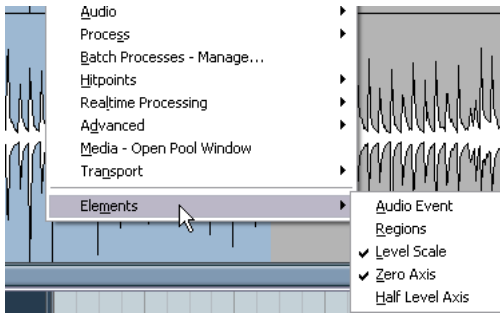 Audio
Process
Batch Processes - Manage...
Hitpoints
Realtime Processing
Advanced
Media - Open Pool Window
Transport
Elements
Audio Event
Regions
Level Scale
Zero Axis
Half Level Axis